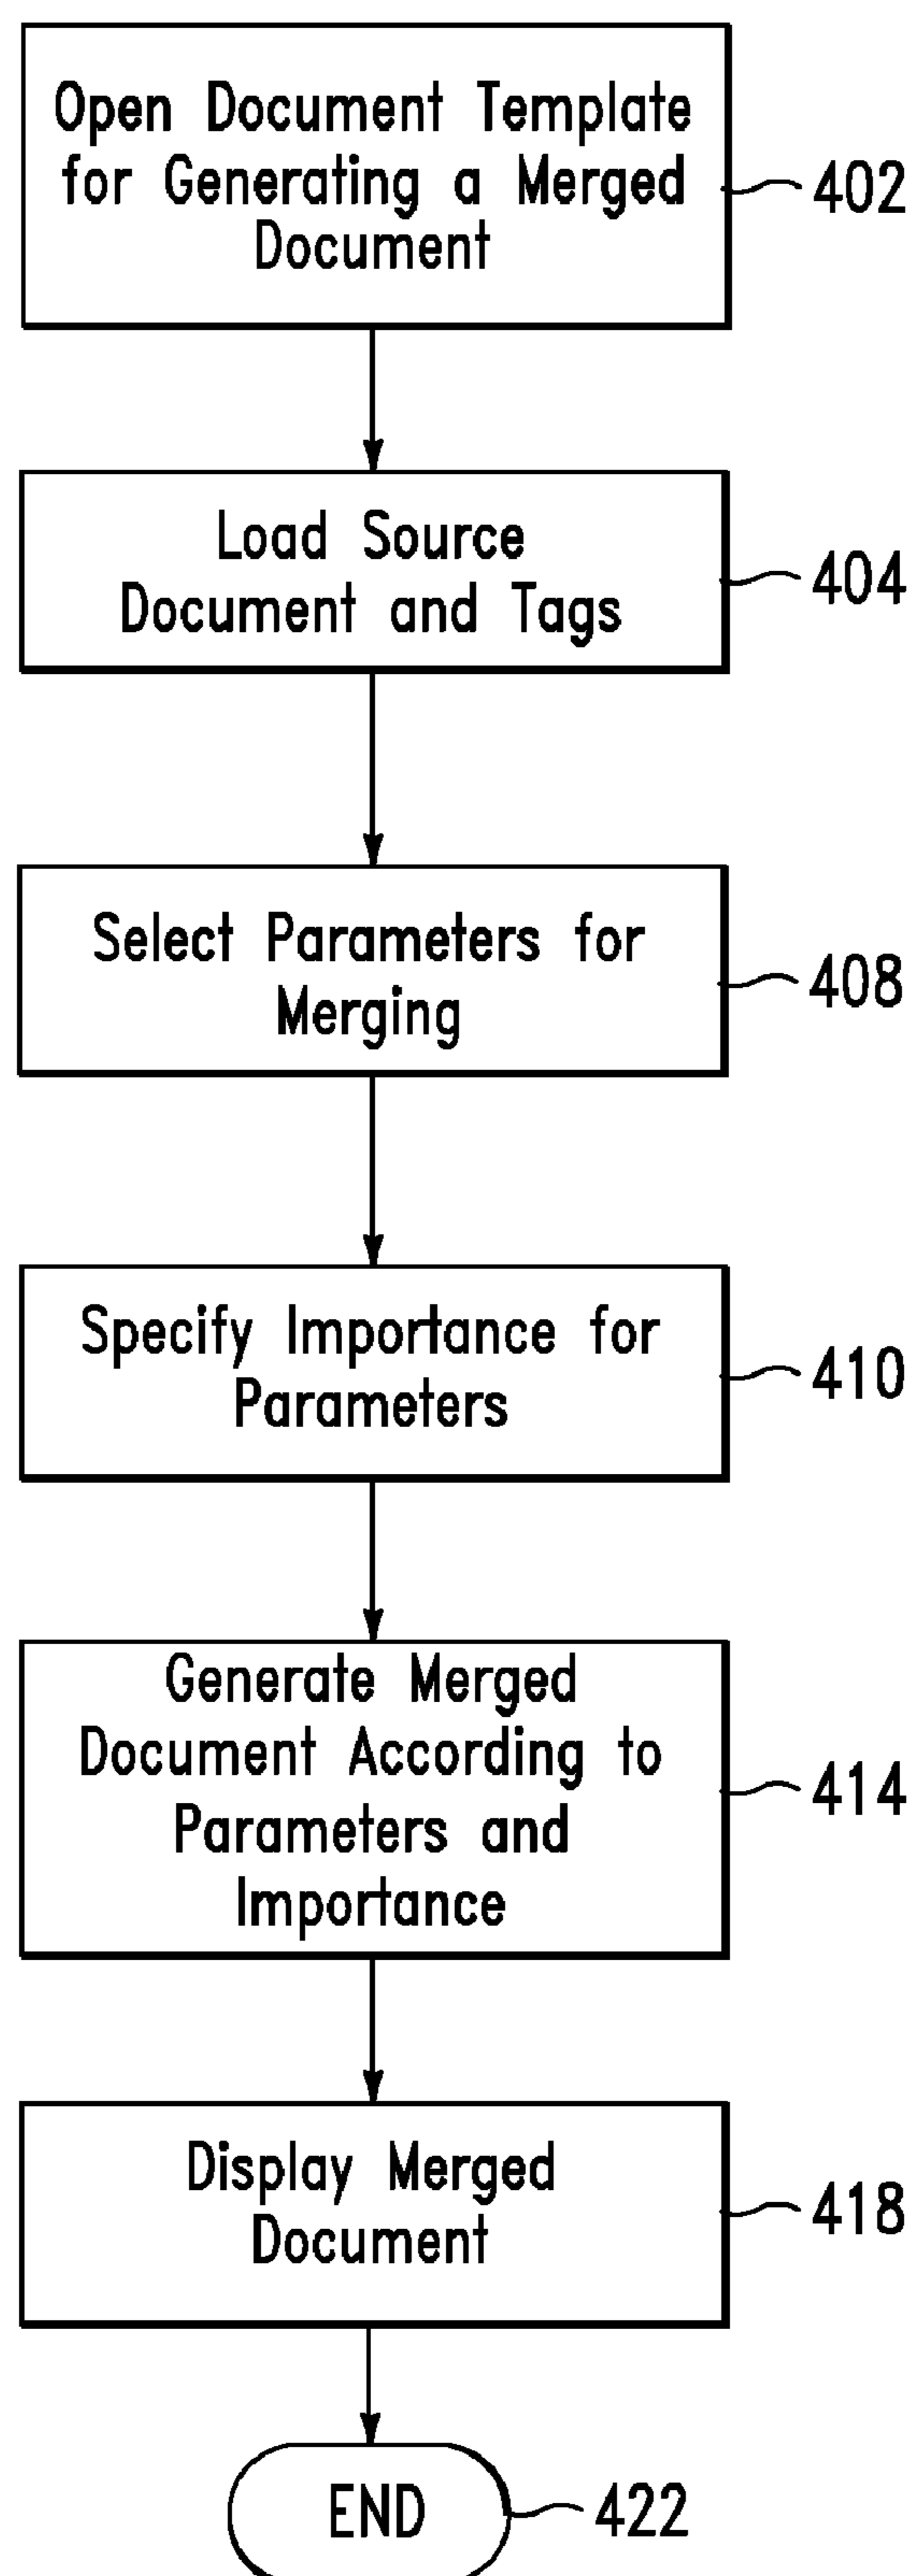 Open Document Template
for Generating a Merged
Document
402
Load Source
Document and Tags
404
Select Parameters for
Merging
408
Specify Importance for
Parameters
410
Generate Merged
Document According to
Parameters and
Importance
414
Display Merged
Document
418
END
422